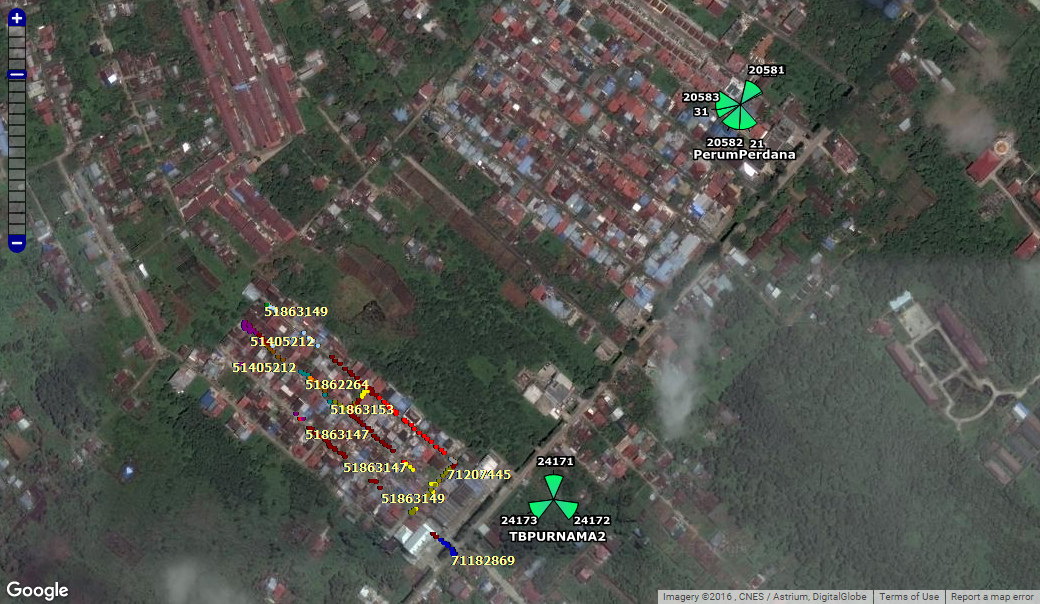 20581
20583
31
20582 21
PerumPerdana
51863149
51405212
51405212
51862264
51863153
51863147
51863147
71207445
51863149
24171
24173
24172
TBPURNAMA2
71182869
Google
Imagery ©2016 , CNES / Astrium, DigitalGlobe
Terms of Use
Report a map error